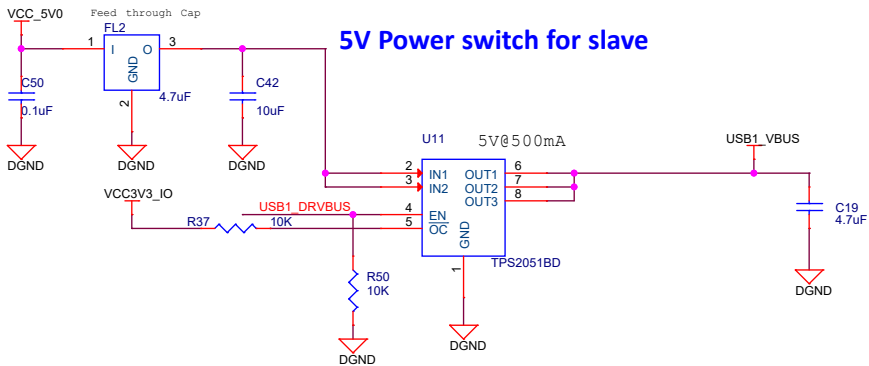 VCC_5V0
Feed through Cap
FL2
5V Power switch for slave
1
I
O
3
GND
2
4.7uF
C50
0.1uF
C42
10uF
DGND
DGND
DGND
U11
5V@500mA
USB1_VBUS
2
IN1
OUT1
6
3
IN2
OUT2
7
OUT3
8
VCC3V3_IO
USB1_DRVBUS
4
EN
R37
10K
5
OC
GND
1
TPS2051BD
C19
4.7uF
R50
10K
DGND
DGND
DGND